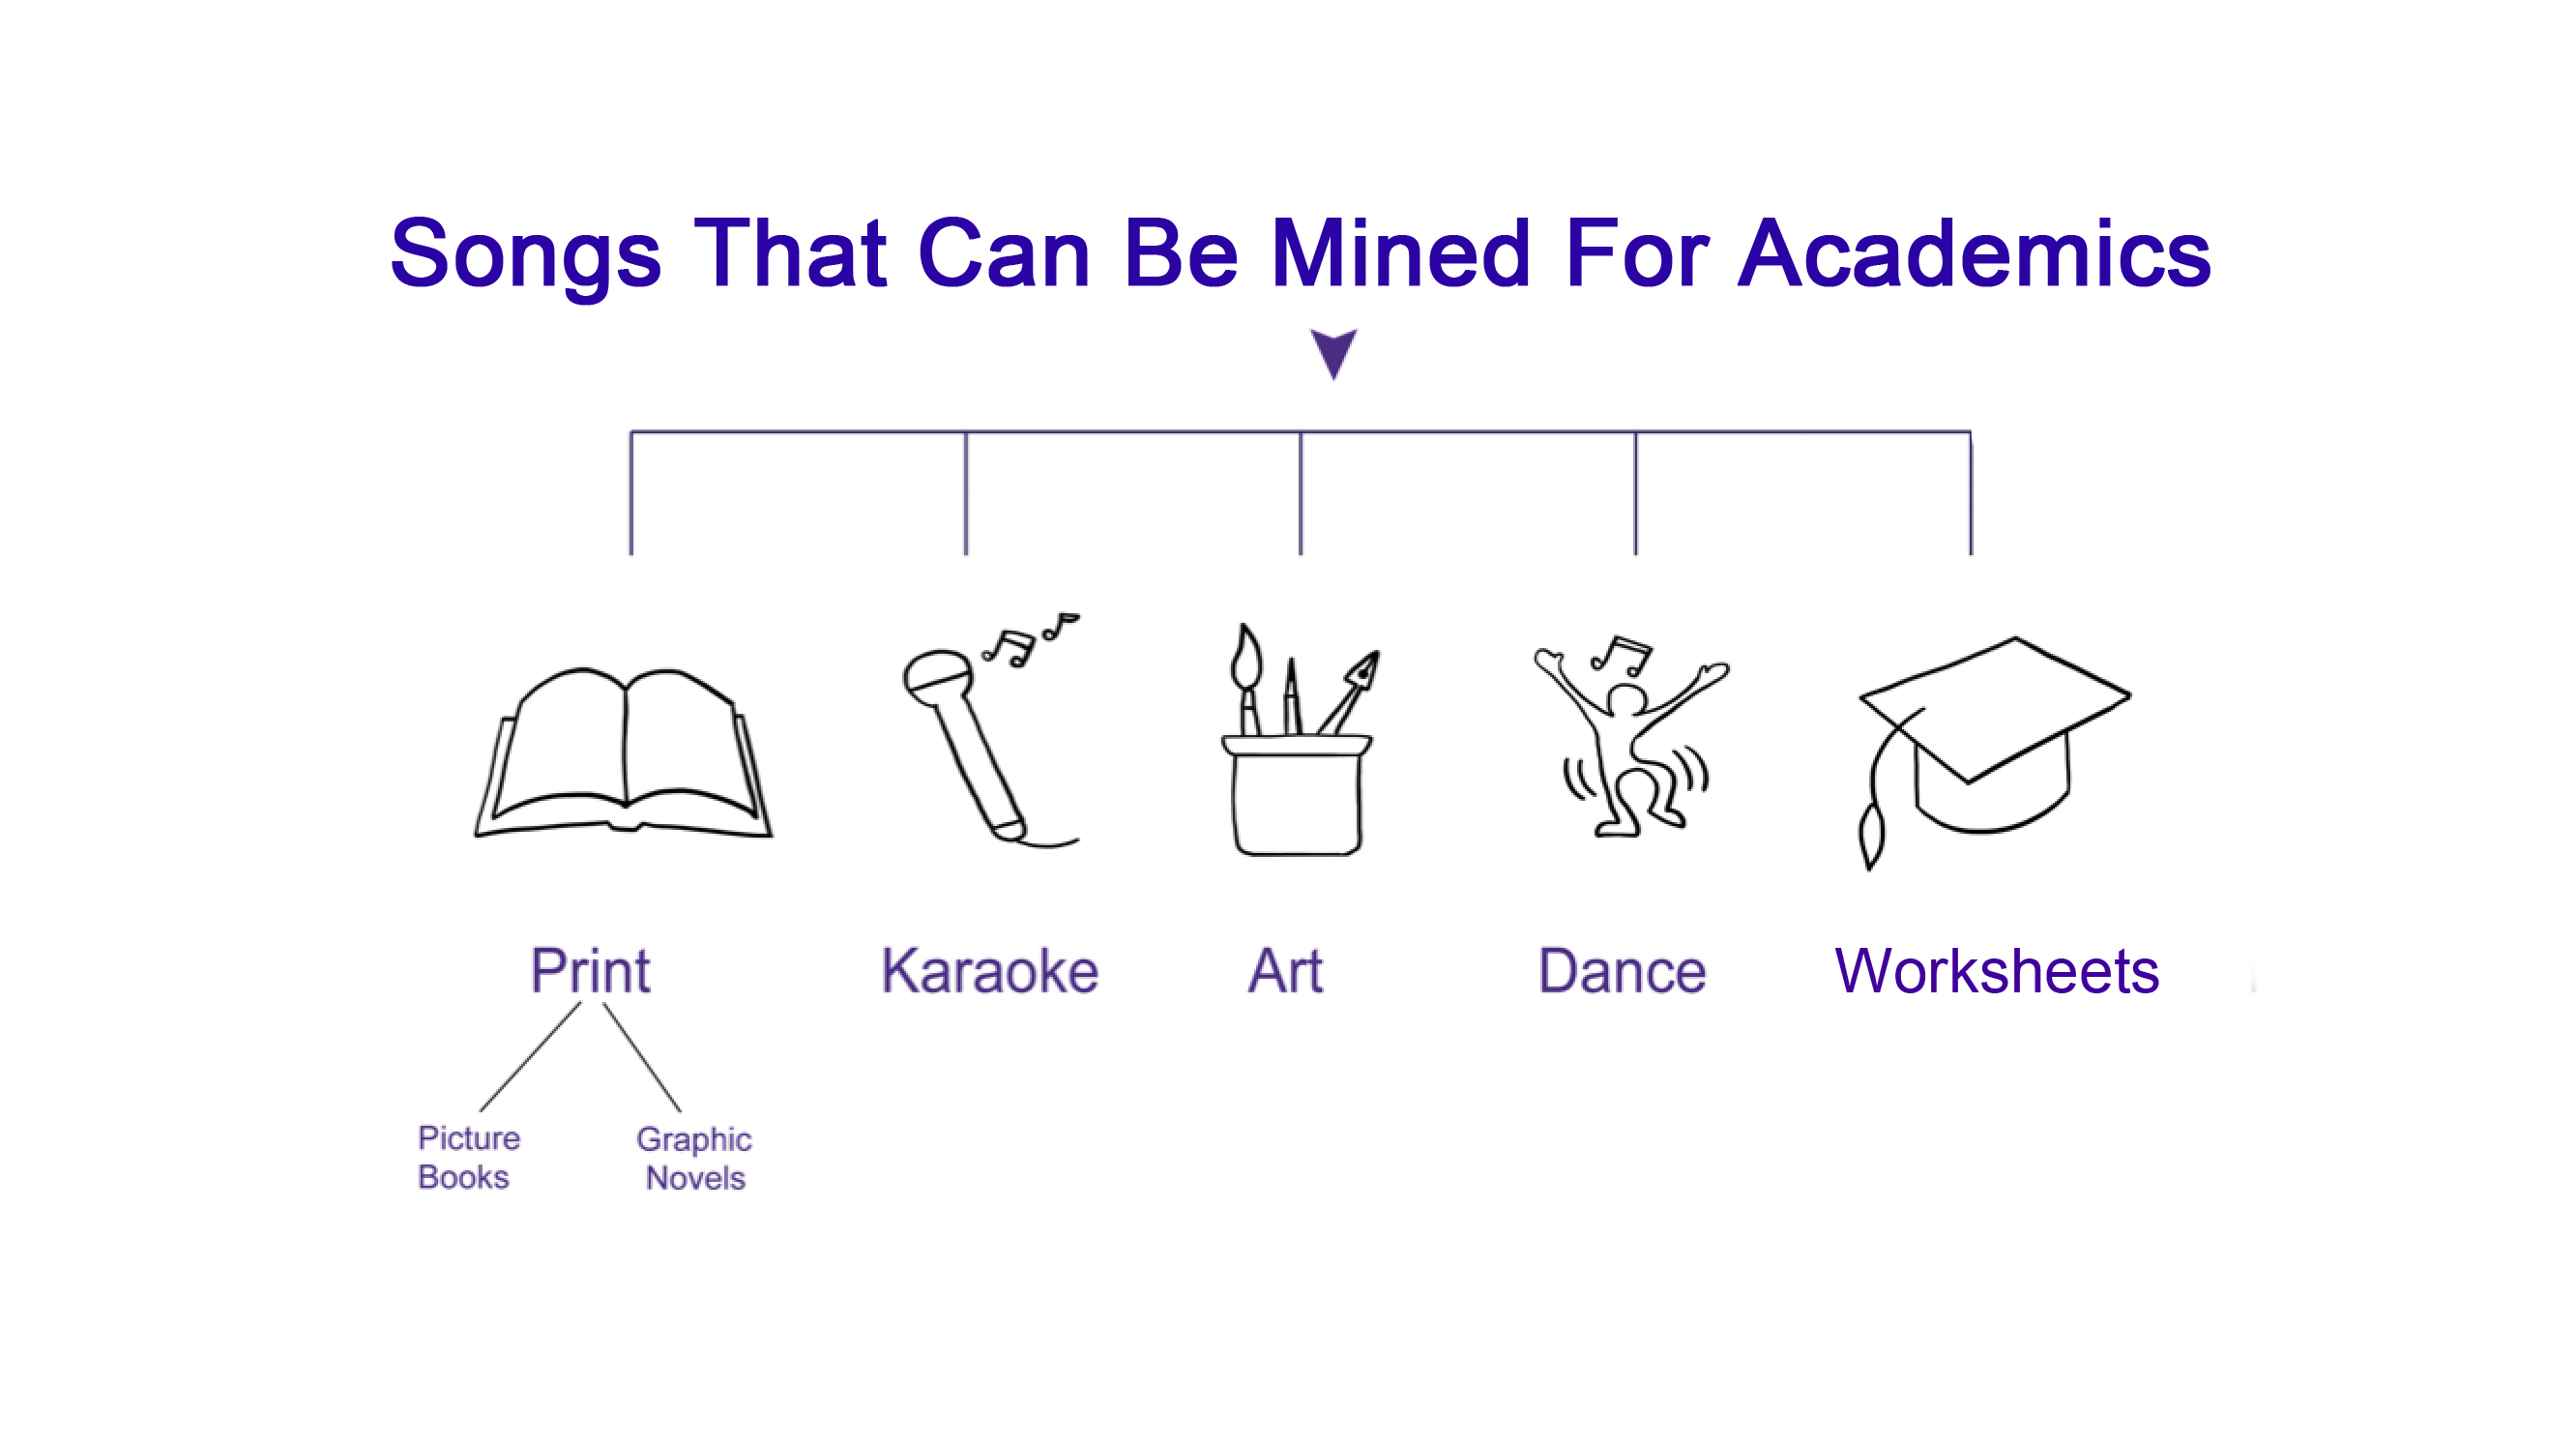 Songs That Can Be Mined For Academics
Print
Karaoke
Art
Dance
Worksheets
Picture
Books
Graphic
Novels